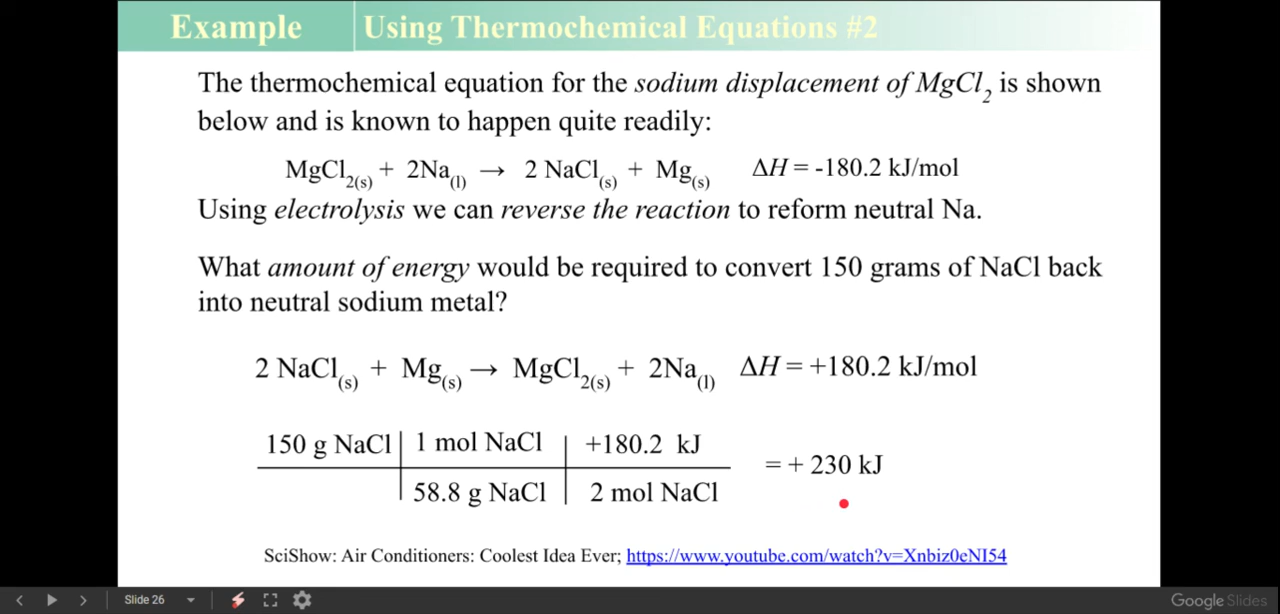 Example Using Thermochemical Equations #2
The thermochemical equation for the sodium displacement of MgCl₂ is shown
below and is known to happen quite readily:
MgCl₂₍s₎ + 2Na₍l₎ → 2 NaCl₍s₎ + Mg₍s₎ ΔH = -180.2 kJ/mol
Using electrolysis we can reverse the reaction to reform neutral Na.
What amount of energy would be required to convert 150 grams of NaCl back
into neutral sodium metal?
2 NaCl₍s₎ + Mg₍s₎ → MgCl₂₍s₎ + 2Na₍l₎ ΔH = +180.2 kJ/mol
150 g NaCl 1 mol NaCl +180.2 kJ
= + 230 kJ
58.8 g NaCl 2 mol NaCl
SciShow: Air Conditioners: Coolest Idea Ever; https://www.youtube.com/watch?v=Xnbiz0eNI54
Slide 26
Google Slides